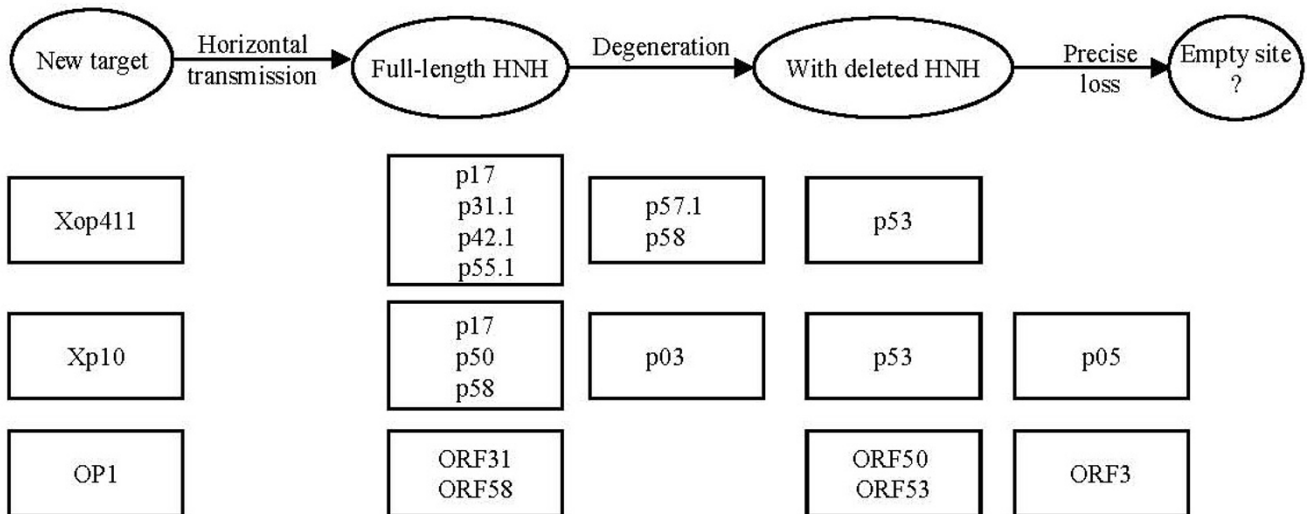 New target
Horizontal
transmission
Full-length HNH
Degeneration
With deleted HNH
Precise
loss
Empty site
?
Xop411
p17
p31.1
p42.1
p55.1
p57.1
p58
p53
Xp10
p17
p50
p58
p03
p53
p05
OP1
ORF31
ORF58
ORF50
ORF53
ORF3